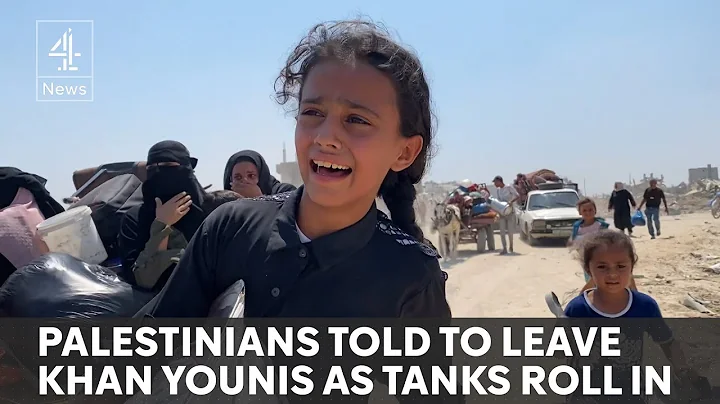 4
News
PALESTINIANS TOLD TO LEAVE
KHAN YOUNIS AS TANKS ROLL IN